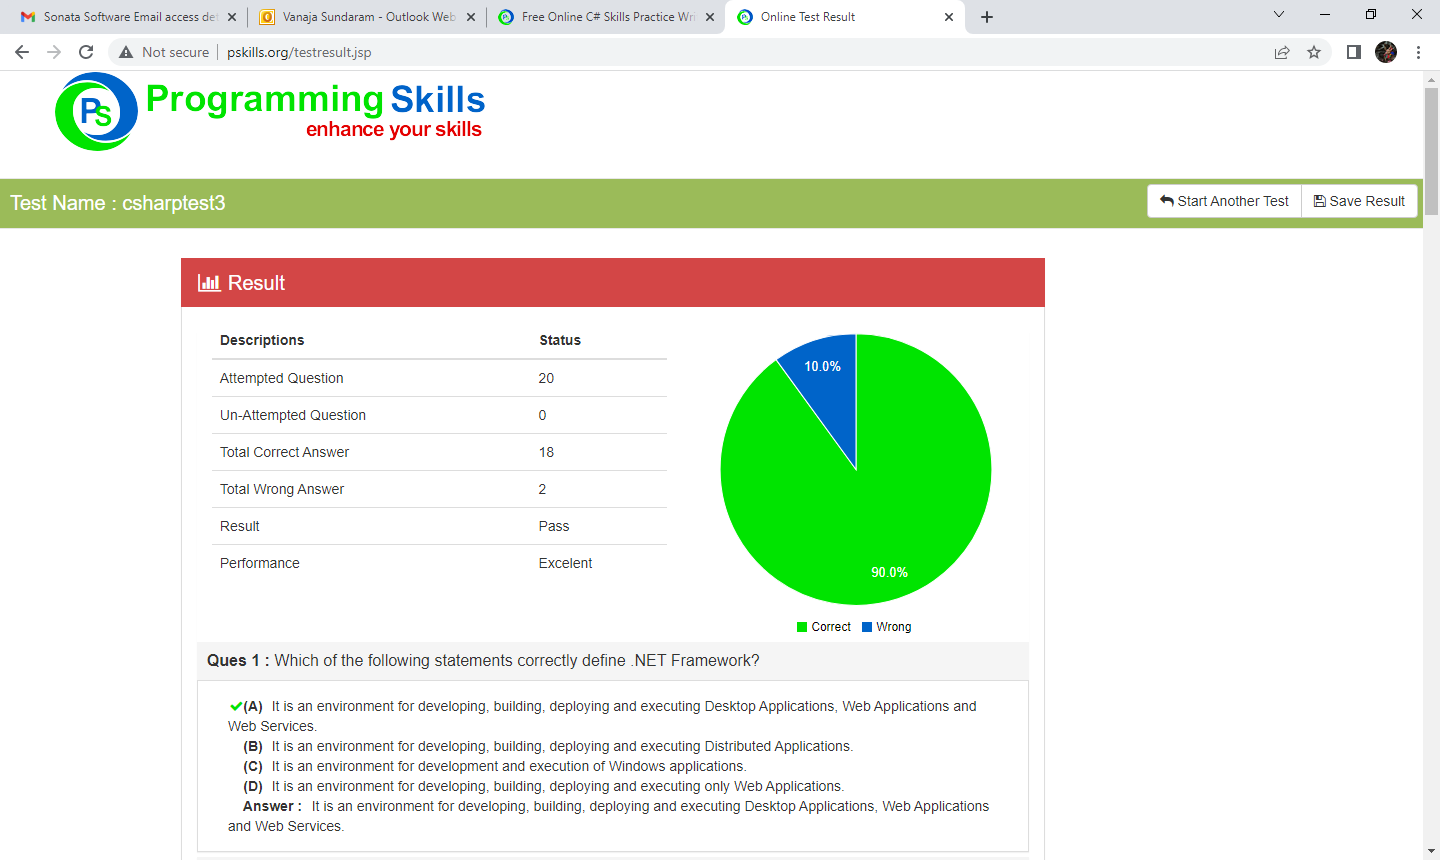 Sonata Software Email access det
Vanaja Sundaram - Outlook Web
Free Online C# Skills Practice Wri
Online Test Result
Not secure
pskills.org/testresult.jsp
PS
Programming Skills
enhance your skills
Test Name : csharptest3
Start Another Test
Save Result
Result
Descriptions Status
Attempted Question 20
Un-Attempted Question 0
Total Correct Answer 18
Total Wrong Answer 2
Result Pass
Performance Excelent
10.0%
90.0%
Correct Wrong
Ques 1 : Which of the following statements correctly define .NET Framework?
(A) It is an environment for developing, building, deploying and executing Desktop Applications, Web Applications and
Web Services.
(B) It is an environment for developing, building, deploying and executing Distributed Applications.
(C) It is an environment for development and execution of Windows applications.
(D) It is an environment for developing, building, deploying and executing only Web Applications.
Answer : It is an environment for developing, building, deploying and executing Desktop Applications, Web Applications
and Web Services.